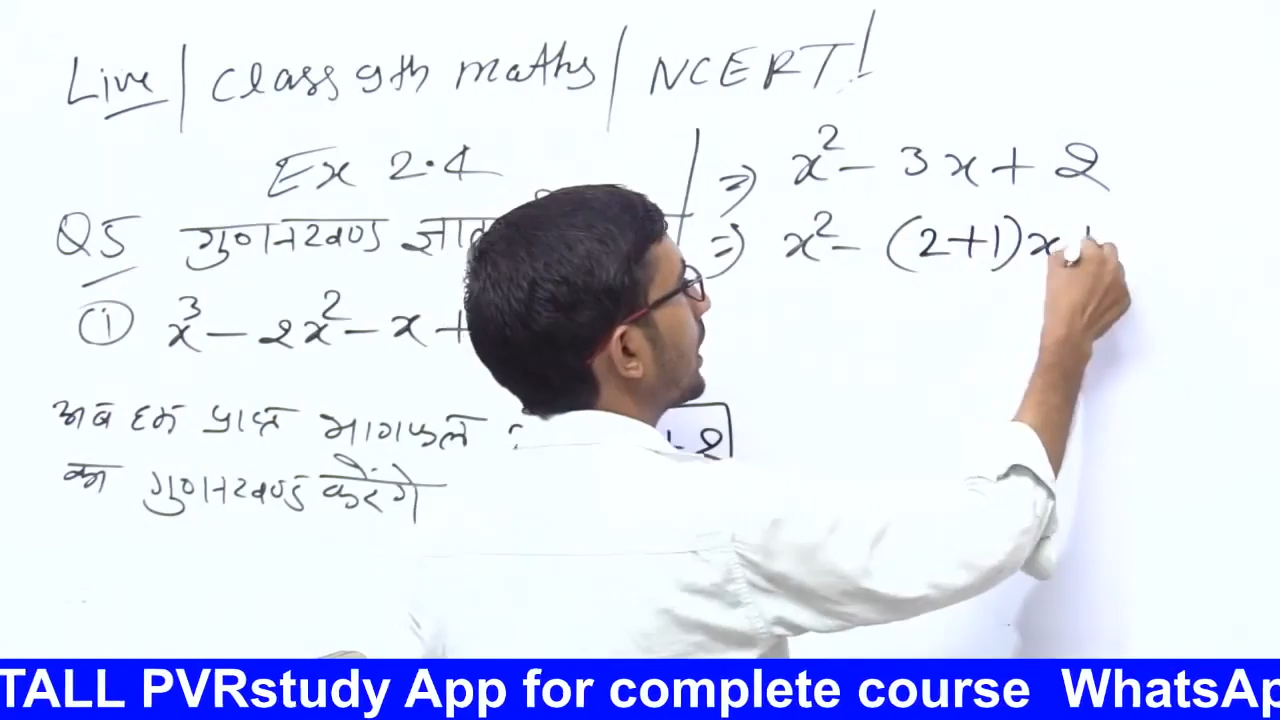 Live / Class 9th maths / NCERT!
Ex 2.4
Q5 गुणनखण्ड
① x³ - 2x² - x +
अब हम प्राप्त भागफल
का गुणनखण्ड करेंगे
+ 2
⇒ x² - 3x + 2
⇒ x² - (2+1)x
TALL PVRstudy App for complete course WhatsAp